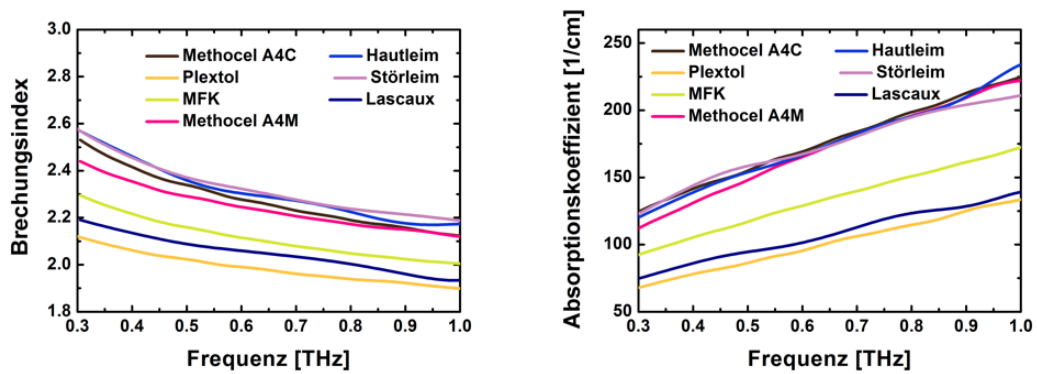 Brechungsindex
3.0
2.8
2.6
2.4
2.2
2.0
1.8
Methocel A4C
Plextol
MFK
Methocel A4M
Hautleim
Störleim
Lascaux
0.3 0.4 0.5 0.6 0.7 0.8 0.9 1.0
Frequenz [THz]
Absorptionskoeffizient [1/cm]
250
200
150
100
50
Methocel A4C
Plextol
MFK
Methocel A4M
Hautleim
Störleim
Lascaux
0.3 0.4 0.5 0.6 0.7 0.8 0.9 1.0
Frequenz [THz]